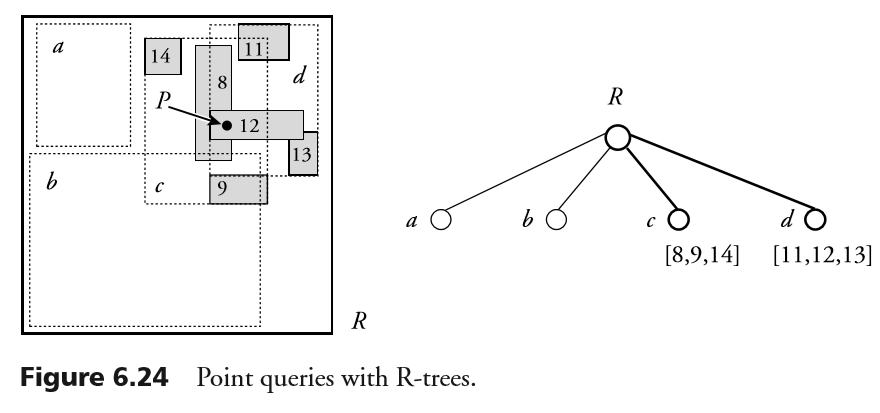 a
14
11
8
d
P
12
13
b
c
9
R
R
a
b
c
d
[8,9,14]
[11,12,13]
Figure 6.24 Point queries with R-trees.